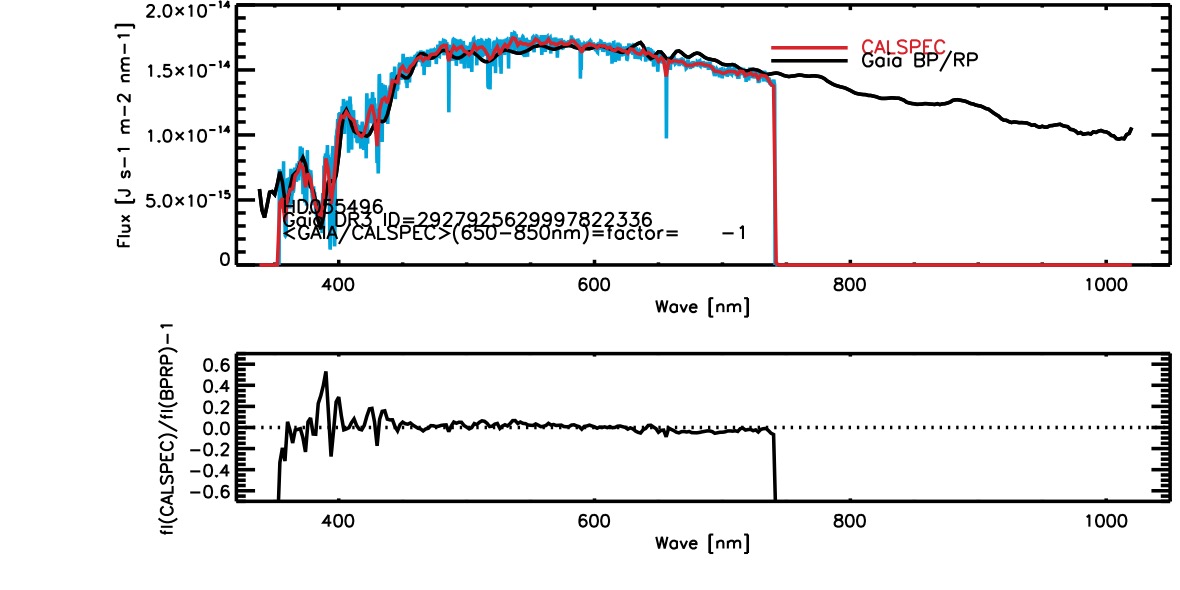 2.0×10−14
1.5×10−14
1.0×10−14
5.0×10−15
0
Flux [J s−1 m−2 nm−1]
CALSPEC
Gaia BP/RP
HD055496
Gaia DR3 ID=2927925629997822336
<GAIA/CALSPEC>(650−850nm)=factor= −1
400 600 800 1000
Wave [nm]
fl(CALSPEC)/fl(BPRP)−1
0.6
0.4
0.2
0.0
−0.2
−0.4
−0.6
400 600 800 1000
Wave [nm]